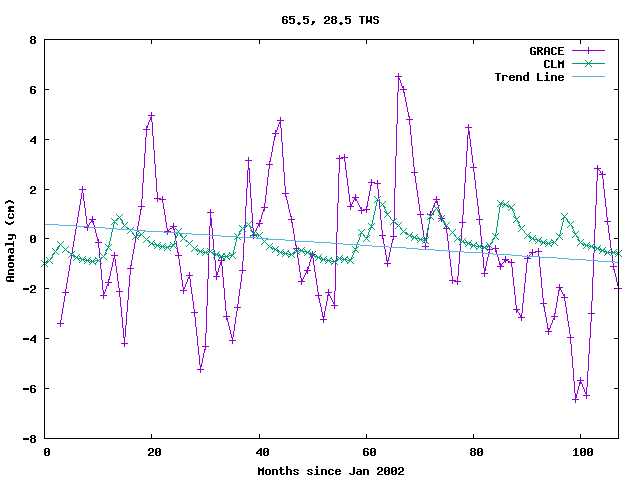 65.5, 28.5 TWS
GRACE
CLM
Trend Line
Anomaly (cm)
8
6
4
2
0
-2
-4
-6
-8
0 20 40 60 80 100
Months since Jan 2002